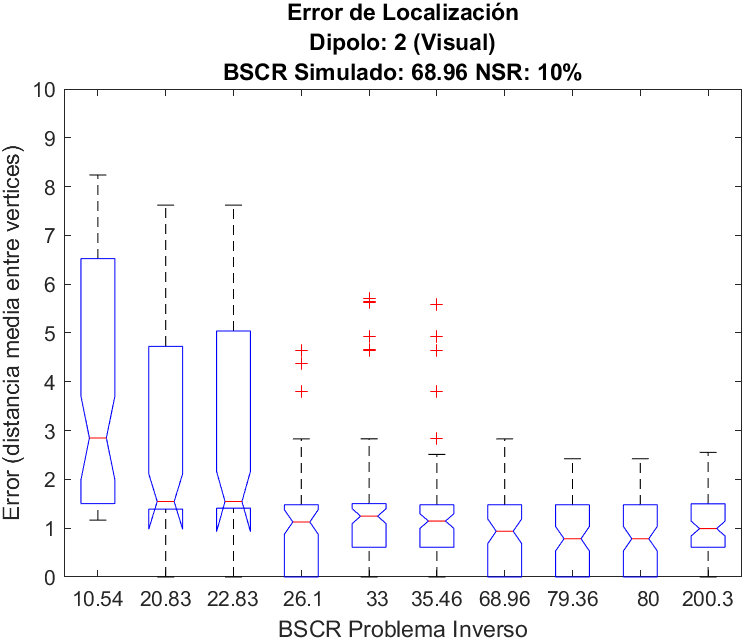 Error de Localización
Dipolo: 2 (Visual)
BSCR Simulado: 68.96 NSR: 10%
Error (distancia media entre vertices)
10
9
8
7
6
5
4
3
2
1
0
10.54 20.83 22.83 26.1 33 35.46 68.96 79.36 80 200.3
BSCR Problema Inverso